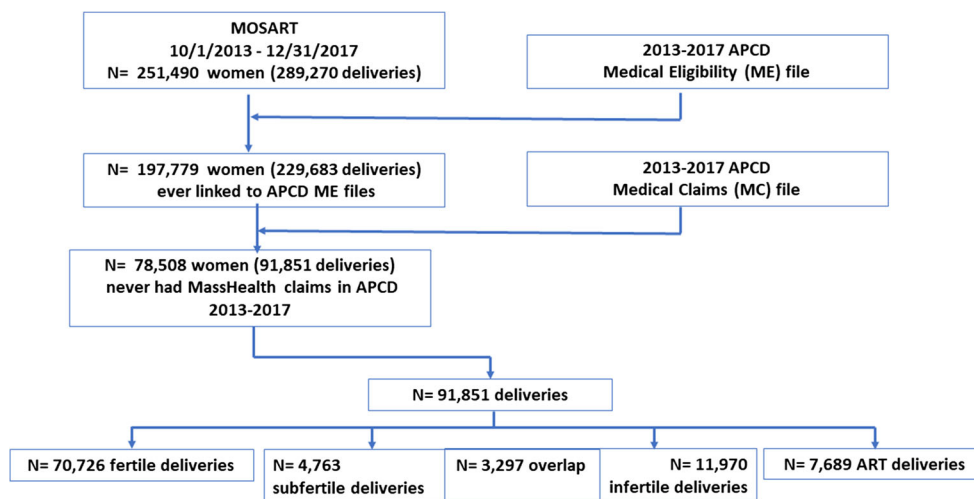 MOSART
10/1/2013 - 12/31/2017
N= 251,490 women (289,270 deliveries)
2013-2017 APCD
Medical Eligibility (ME) file
N= 197,779 women (229,683 deliveries)
ever linked to APCD ME files
2013-2017 APCD
Medical Claims (MC) file
N= 78,508 women (91,851 deliveries)
never had MassHealth claims in APCD
2013-2017
N= 91,851 deliveries
N= 70,726 fertile deliveries
N= 4,763
subfertile deliveries
N= 3,297 overlap
N= 11,970
infertile deliveries
N= 7,689 ART deliveries